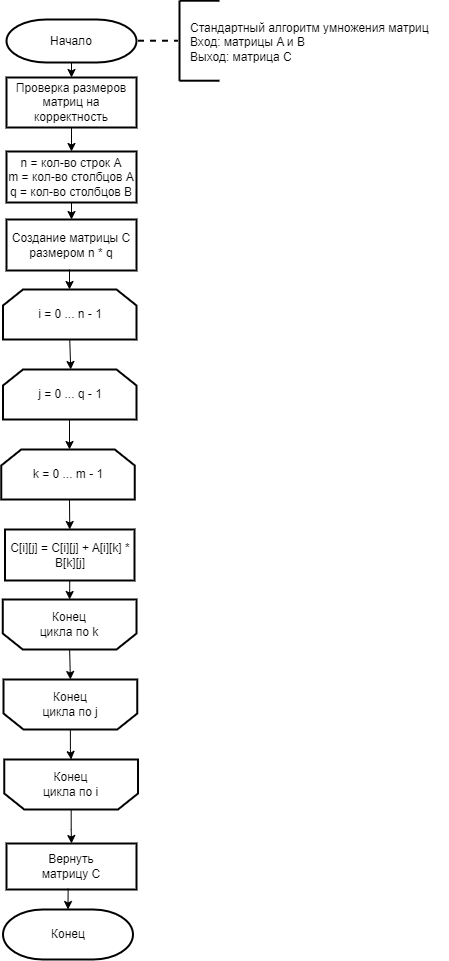 Начало
Стандартный алгоритм умножения матриц
Вход: матрицы A и B
Выход: матрица C
Проверка размеров
матриц на
корректность
n = кол-во строк A
m = кол-во столбцов A
q = кол-во столбцов B
Создание матрицы C
размером n * q
i = 0 ... n - 1
j = 0 ... q - 1
k = 0 ... m - 1
C[i][j] = C[i][j] + A[i][k] *
B[k][j]
Конец
цикла по k
Конец
цикла по j
Конец
цикла по i
Вернуть
матрицу C
Конец